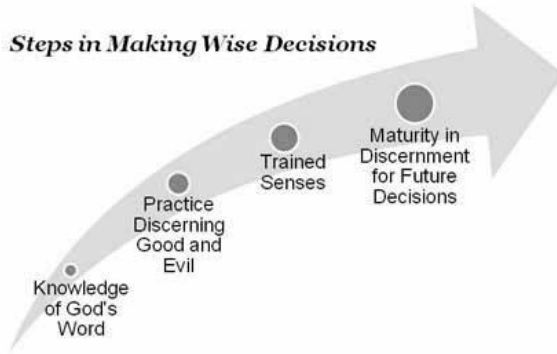 Steps in Making Wise Decisions
Knowledge
of God's
Word
Practice
Discerning
Good and
Evil
Trained
Senses
Maturity in
Discernment
for Future
Decisions